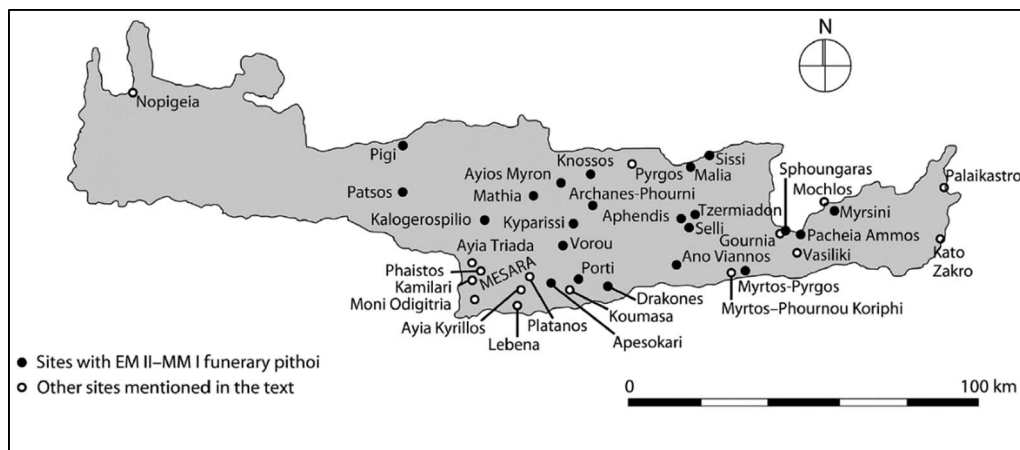 N
Nopigeia
Pigi
Patsos
Kalogerospilio
Knossos
Ayios Myron
Mathia
Archanes-Phourni
Kyparissi
Aphendis
Pyrgos
Sissi
Malia
Tzermiadon
Selli
Sphoungaras
Mochlos
Palaikastro
Myrsini
Gournia
Pacheia Ammos
Vasiliki
Kato
Zakro
Ayia Triada
Vorou
Ano Viannos
Phaistos
MESARA
Porti
Kamilari
Moni Odigitria
Drakones
Myrtos-Pyrgos
Myrtos–Phournou Koriphi
Ayia Kyrillos
Platanos
Koumasa
Lebena
Apesokari
Sites with EM II–MM I funerary pithoi
Other sites mentioned in the text
0
100 km